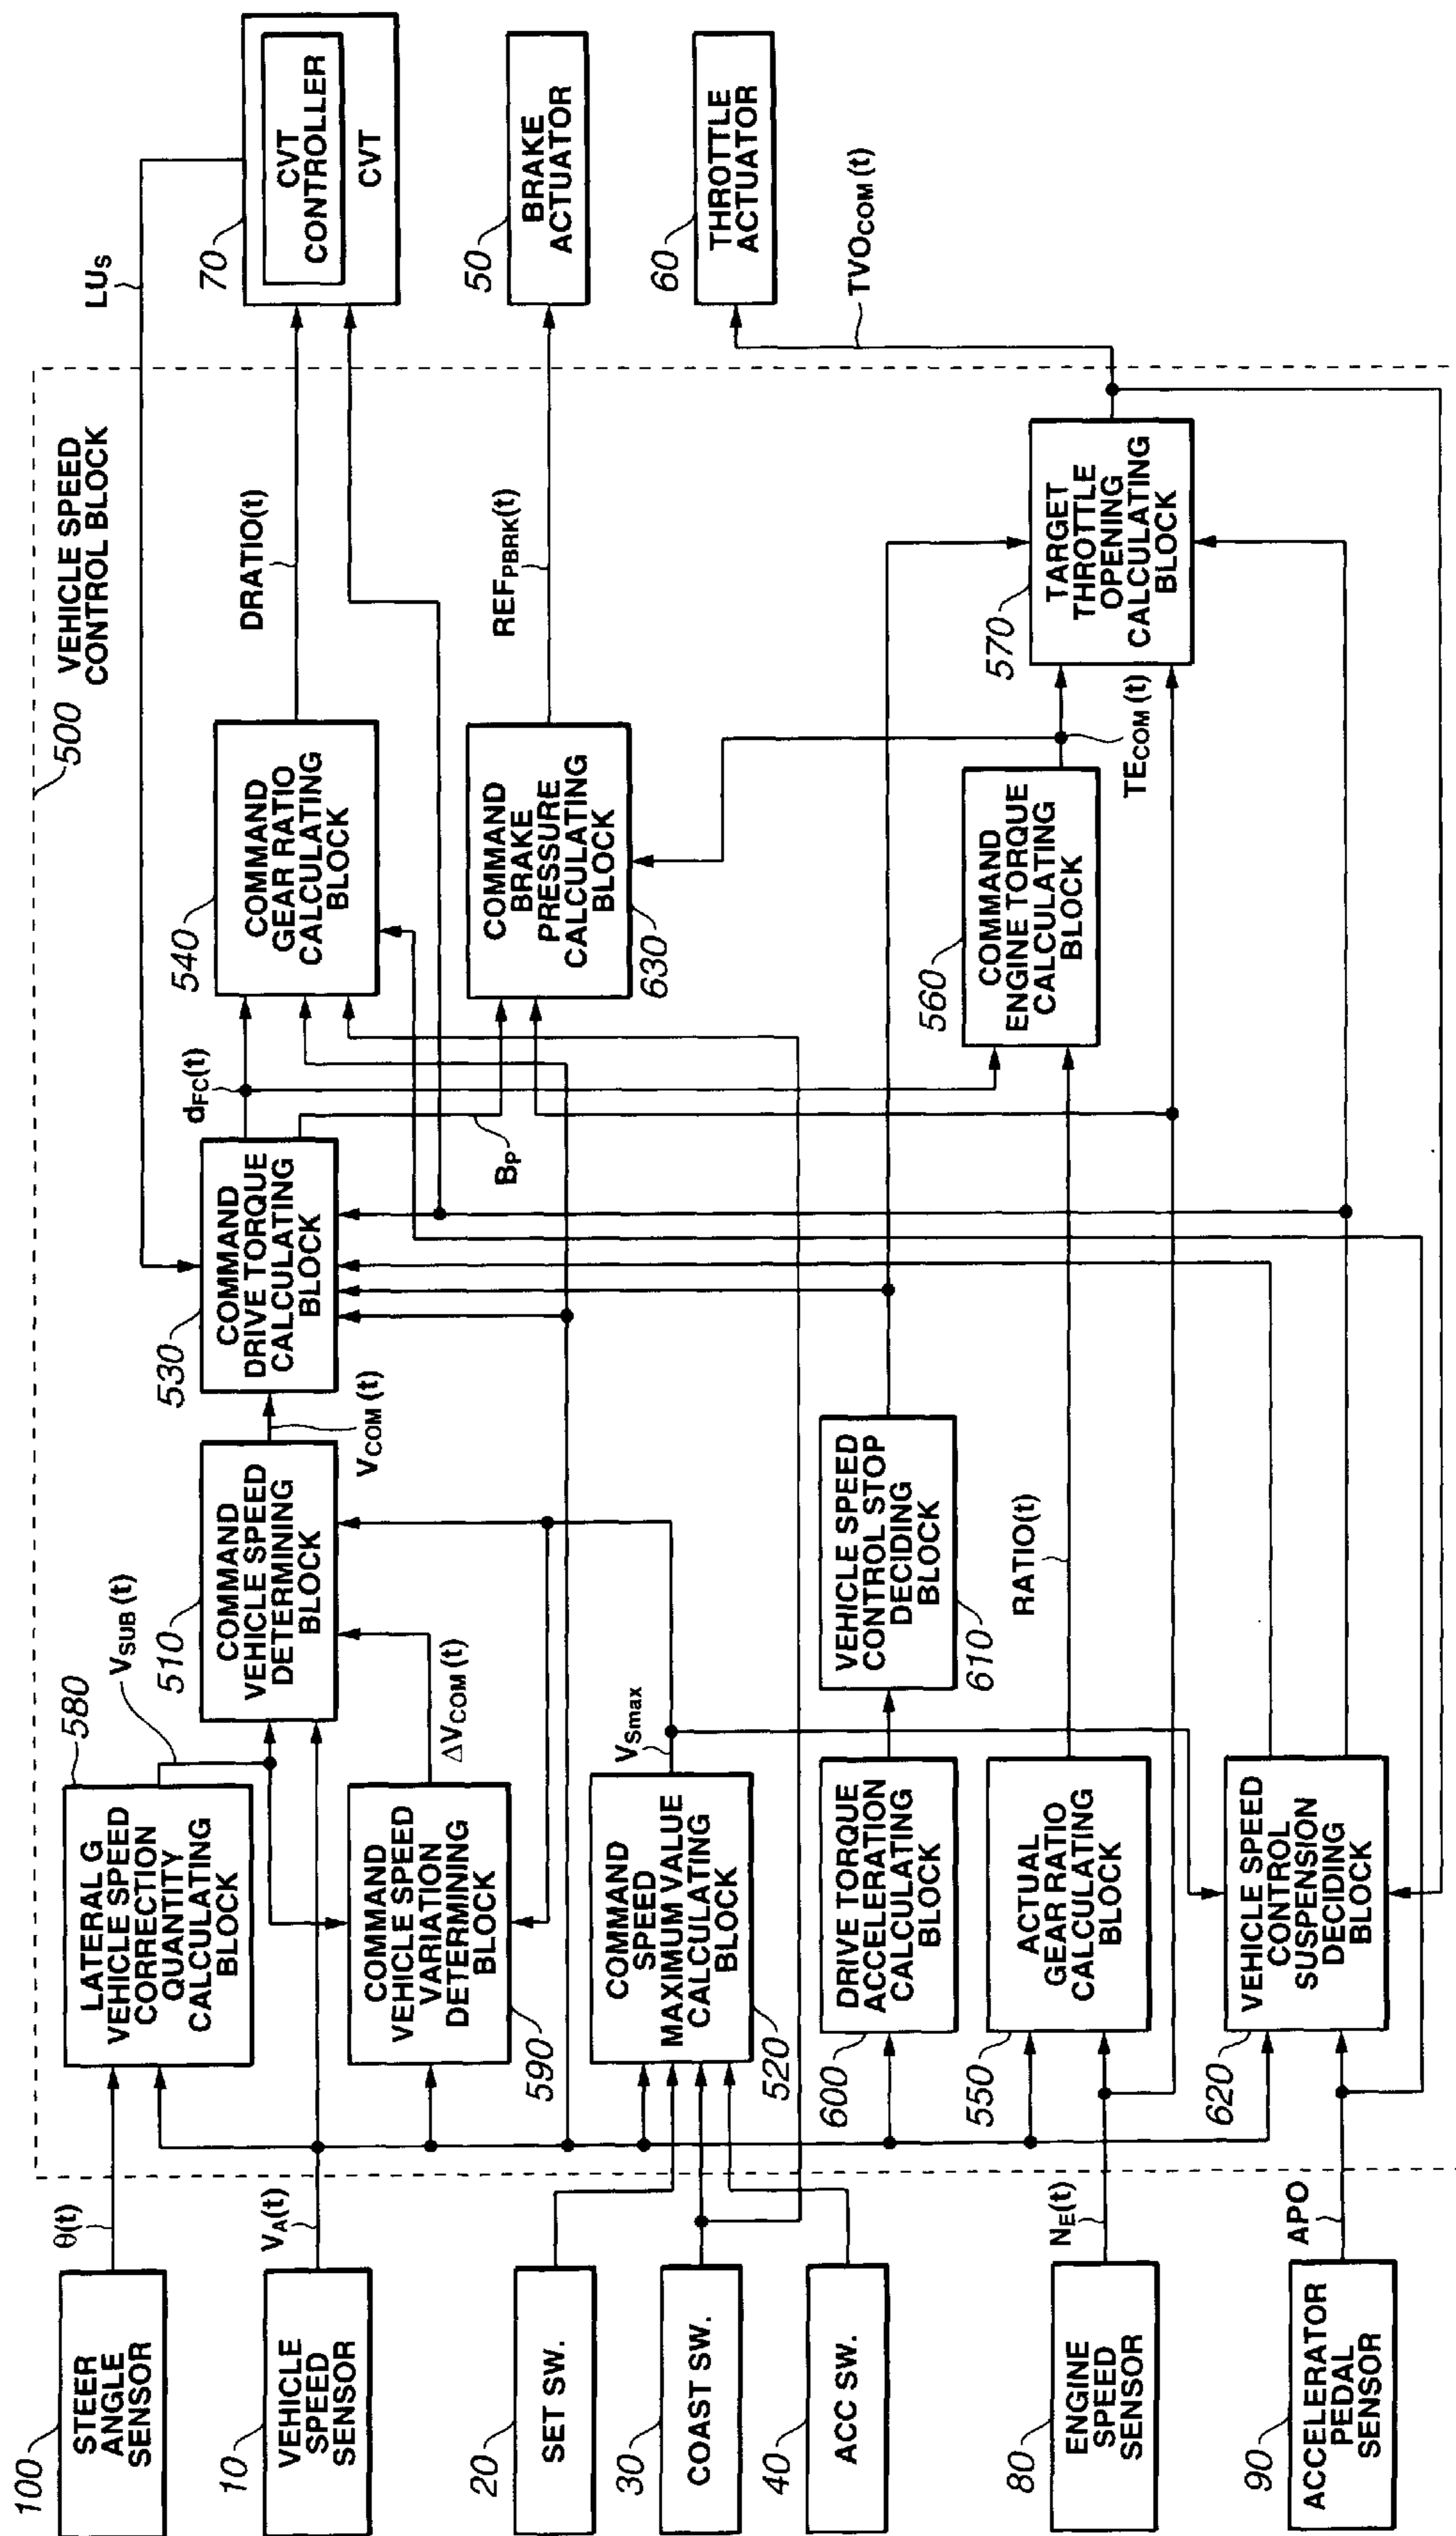 100
STEER
ANGLE
SENSOR
θ(t)
10
VEHICLE
SPEED
SENSOR
VA(t)
20
SET SW.
30
COAST SW.
40
ACC SW.
80
ENGINE
SPEED
SENSOR
NE(t)
90
ACCELERATOR
PEDAL
SENSOR
APO
500
VEHICLE SPEED
CONTROL BLOCK
580
LATERAL G
VEHICLE SPEED
CORRECTION
QUANTITY
CALCULATING
BLOCK
VSUB(t)
590
COMMAND
VEHICLE SPEED
VARIATION
DETERMINING
BLOCK
ΔVCOM(t)
520
COMMAND
SPEED
MAXIMUM VALUE
CALCULATING
BLOCK
VSmax
600
DRIVE TORQUE
ACCELERATION
CALCULATING
BLOCK
550
ACTUAL
GEAR RATIO
CALCULATING
BLOCK
RATIO(t)
620
VEHICLE SPEED
CONTROL
SUSPENSION
DECIDING
BLOCK
510
COMMAND
VEHICLE SPEED
DETERMINING
BLOCK
VCOM(t)
610
VEHICLE SPEED
CONTROL STOP
DECIDING
BLOCK
530
COMMAND
DRIVE TORQUE
CALCULATING
BLOCK
dFC(t)
BP
540
COMMAND
GEAR RATIO
CALCULATING
BLOCK
DRATIO(t)
630
COMMAND
BRAKE
PRESSURE
CALCULATING
BLOCK
REFPBRK(t)
560
COMMAND
ENGINE TORQUE
CALCULATING
BLOCK
TECOM(t)
570
TARGET
THROTTLE
OPENING
CALCULATING
BLOCK
TVOCOM(t)
LUS
70
CVT
CONTROLLER
CVT
50
BRAKE
ACTUATOR
60
THROTTLE
ACTUATOR